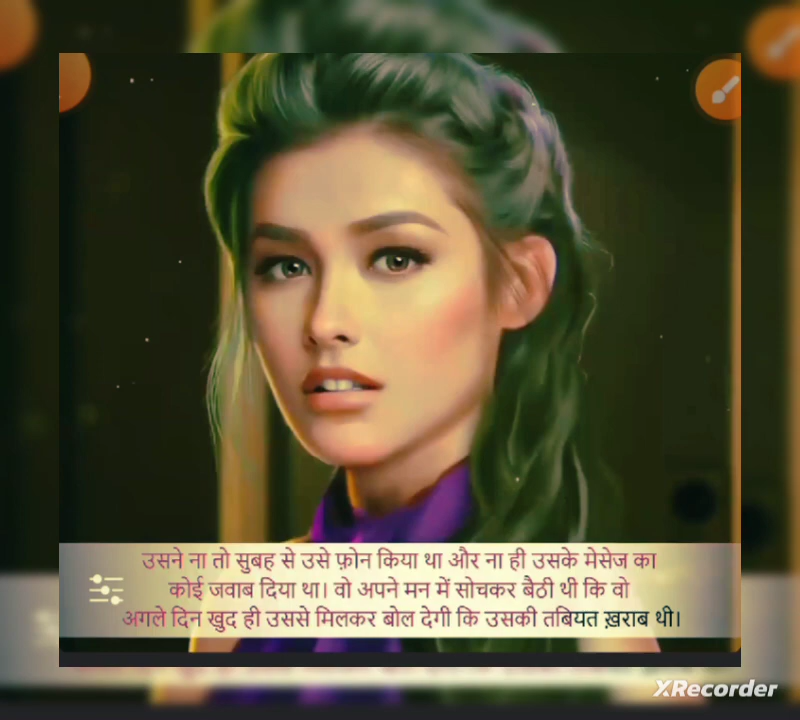 उसने ना तो सुबह से उसे फ़ोन किया था और ना ही उसके मेसेज का
कोई जवाब दिया था। वो अपने मन में सोचकर बैठी थी कि वो
अगले दिन खुद ही उससे मिलकर बोल देगी कि उसकी तबियत ख़राब थी।
XRecorder